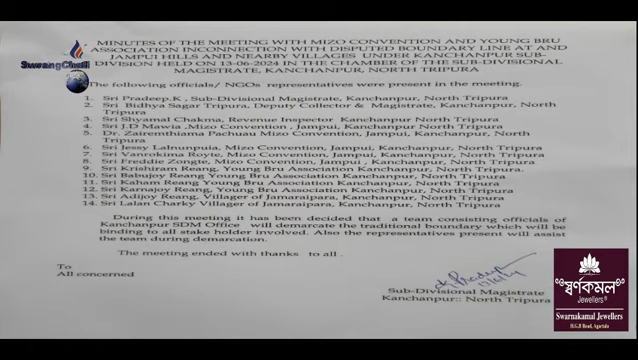 MINUTES OF THE MEETING WITH MIZO CONVENTION AND YOUNG BRU
ASSOCIATION INCONNECTION WITH DISPUTED BOUNDARY LINE AT AND
JAMPUI HILLS AND NEARBY VILLAGES UNDER KANCHANPUR SUB-
DIVISION HELD ON 13-06-2024 IN THE CHAMBER OF THE SUB-DIVISIONAL
MAGISTRATE, KANCHANPUR, NORTH TRIPURA
The following officials/ NGOs representatives were present in the meeting.
1. Sri Pradeep.K , Sub-Divisional Magistrate, Kanchanpur, North Tripura
2. Sri Bidhya Sagar Tripura, Deputy Collector & Magistrate, Kanchanpur, North
Tripura
3. Sri Shyamal Chakma, Revenue Inspector Kanchanpur North Tripura
4. Sri J.D Mawia .Mizo Convention , Jampui, Kanchanpur North Tripura
5. Dr. Zairemthiama Pachuau Mizo Convention, Jampui, Kanchanpur, North
Tripura
6. Sri Jessy Lalnunpuia, Mizo Convention, Jampui, Kanchanpur, North Tripura
7. Sri Vanrokima Royte, Mizo Convention, Jampui, Kanchanpur, North Tripura
8. Sri Freddie Zongte, Mizo Convention, Jampui , Kanchanpur, North Tripura
9. Sri Krishiram Reang, Young Bru Association Kanchanpur, North Tripura.
10. Sri Babujoy Reang Young Bru Association Kanchanpur, North Tripura
11. Sri Kaham Reang Young Bru Association Kanchanpur, North Tripura
12. Sri Karnajoy Reang, Young Bru Association Kanchanpur, North Tripura
13. Sri Adijoy Reang, Villager of Jamaraipara, Kanchanpur, North Tripura
14. Sri Lalan Charky Villager of Jamaraipara, Kanchanpur, North Tripura
During this meeting it has been decided that a team consisting officials of
Kanchanpur SDM Office will demarcate the traditional boundary which will be
binding to all stake holder involved. Also the representatives present will assist
the team during demarcation.
The meeting ended with thanks to all .
To
All concerned
Sub-Divisional Magistrate
Kanchanpur:: North Tripura
স্বর্ণকমল
Jewellers
Swarnakamal Jewellers
H.G.B Road, Agartala